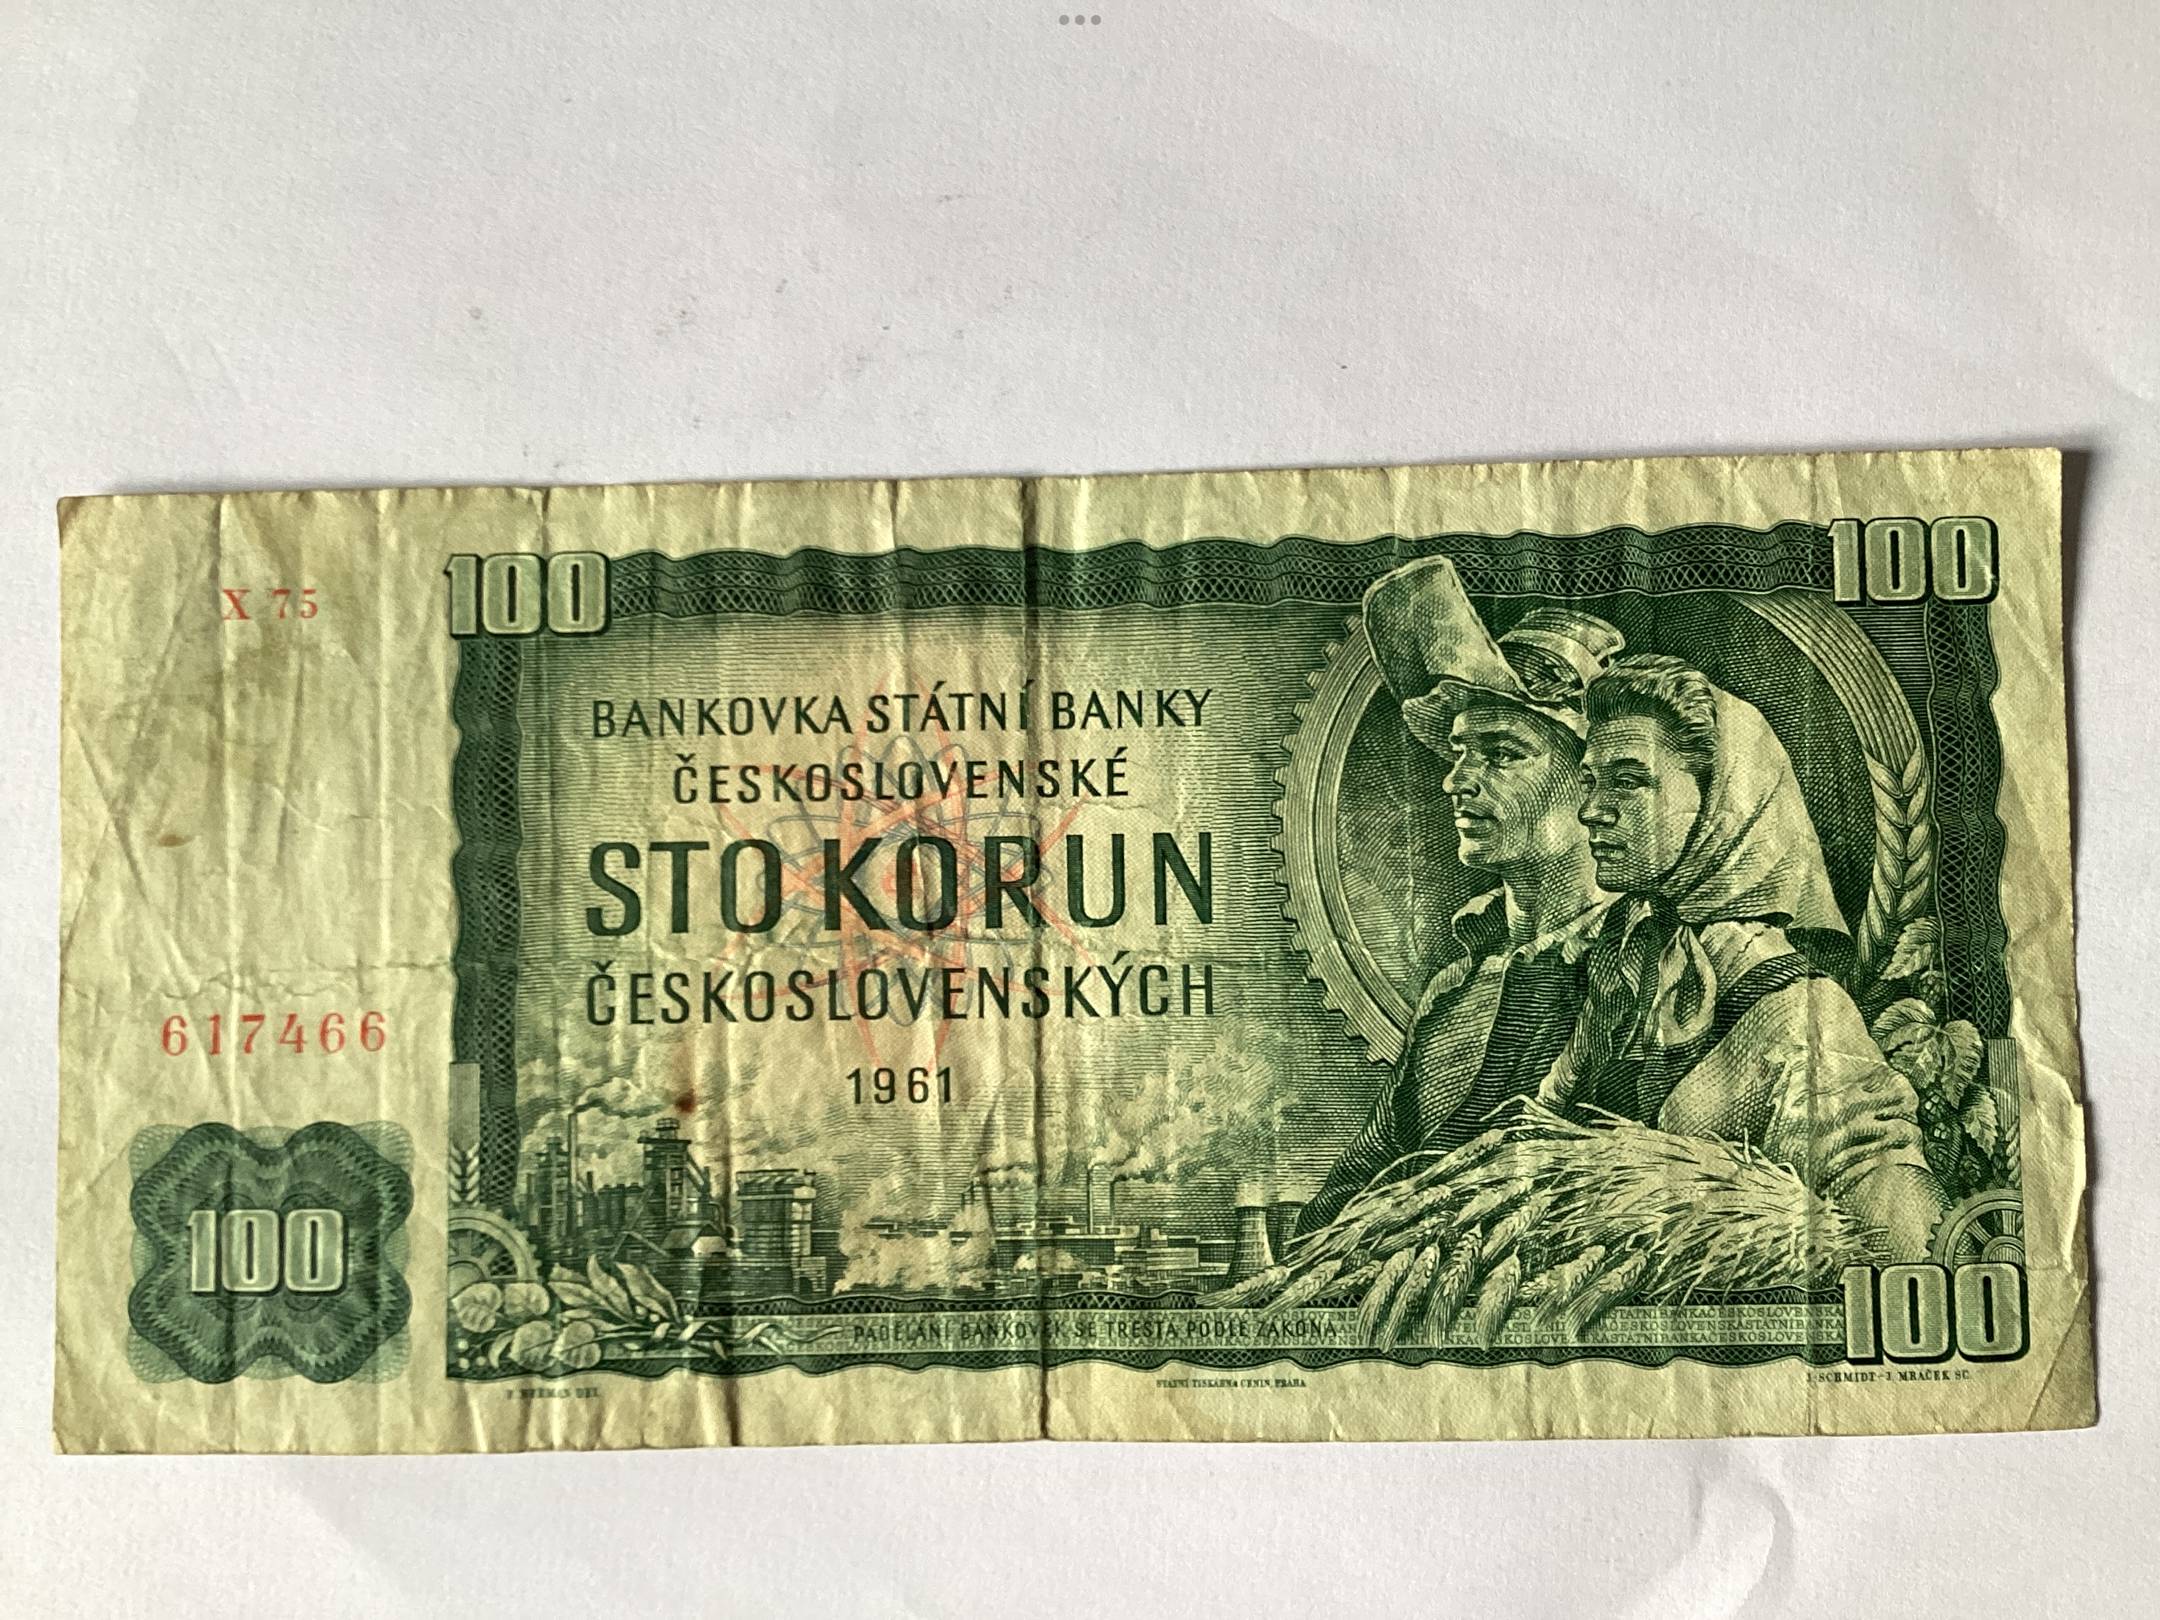 X 75
100
100
BANKOVKA STÁTNÍ BANKY
ČESKOSLOVENSKÉ
STO KORUN
ČESKOSLOVENSKÝCH
1961
617466
100
100
PADĚLÁNÍ BANKOVEK SE TRESTÁ PODLE ZÁKONA
STÁTNÍ TISKÁRNA CENIN, PRAHA
J. SCHMIDT - J. MRÁČEK SC.